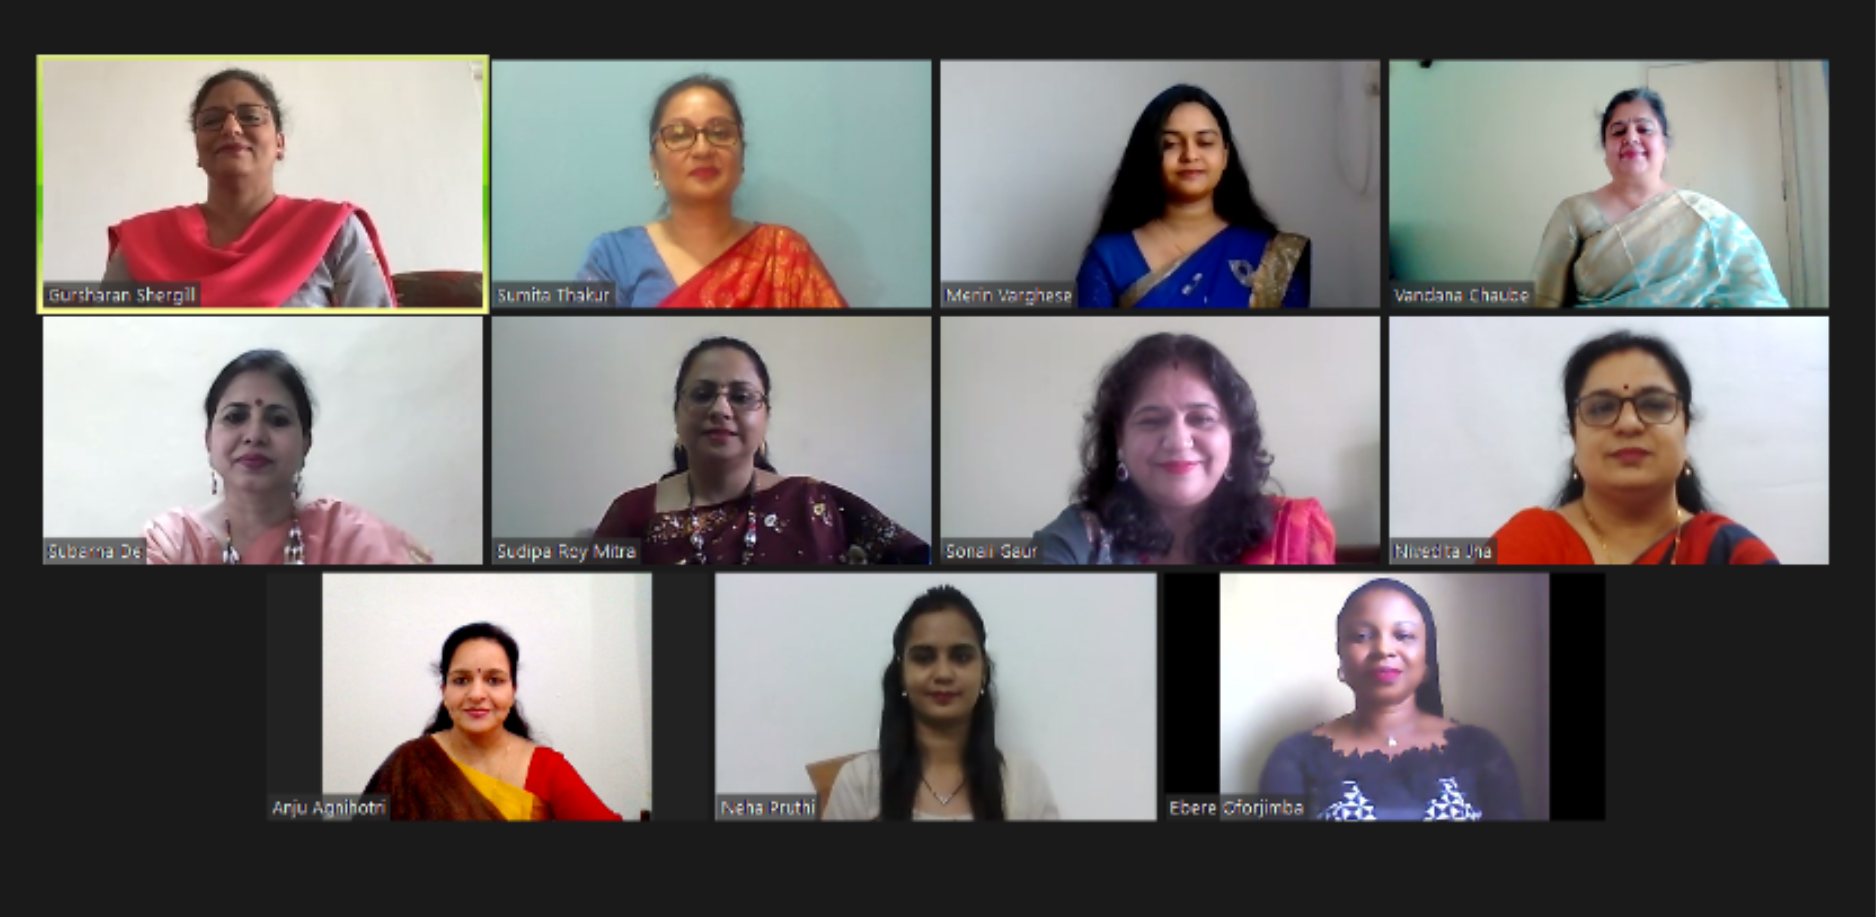 Gursharan Shergill
Sumita Thakur
Merin Varghese
Vandana Chaube
Subarna De
Sudipa Roy Mitra
Sonali Gaur
Nivedita Jha
Anju Agnihotri
Neha Pruthi
Ebere Oforjimba